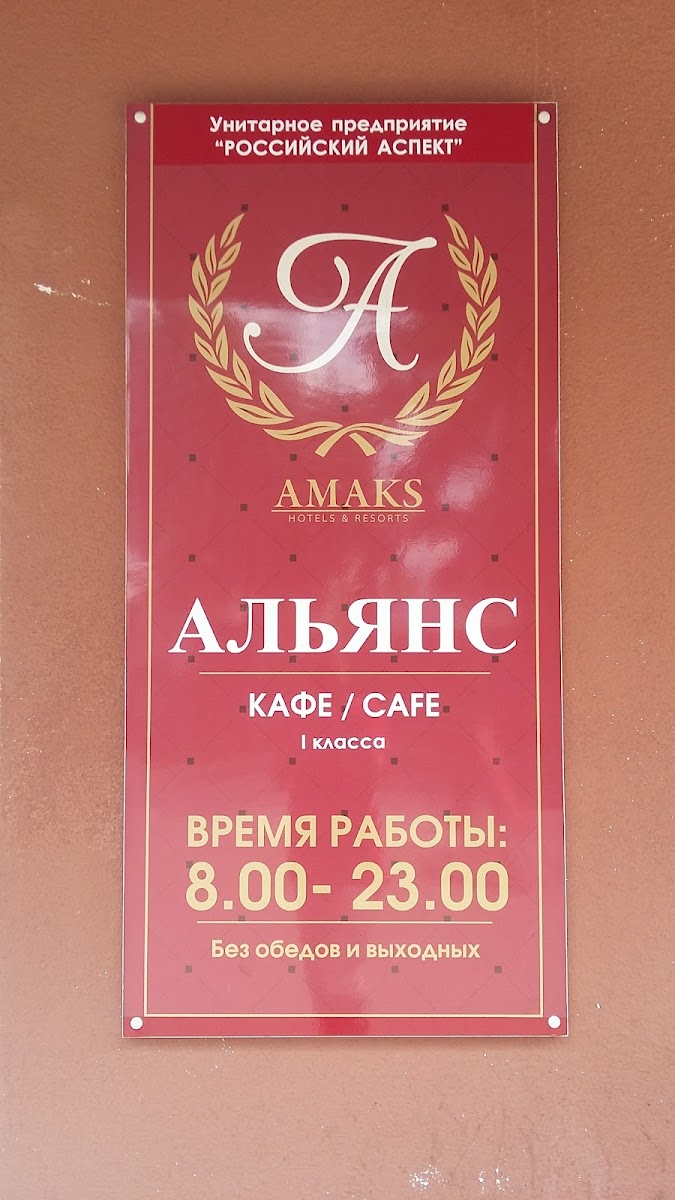 Унитарное предприятие
“РОССИЙСКИЙ АСПЕКТ”
А
AMAKS
HOTELS & RESORTS
АЛЬЯНС
КАФЕ / CAFE
I класса
ВРЕМЯ РАБОТЫ:
8.00- 23.00
Без обедов и выходных